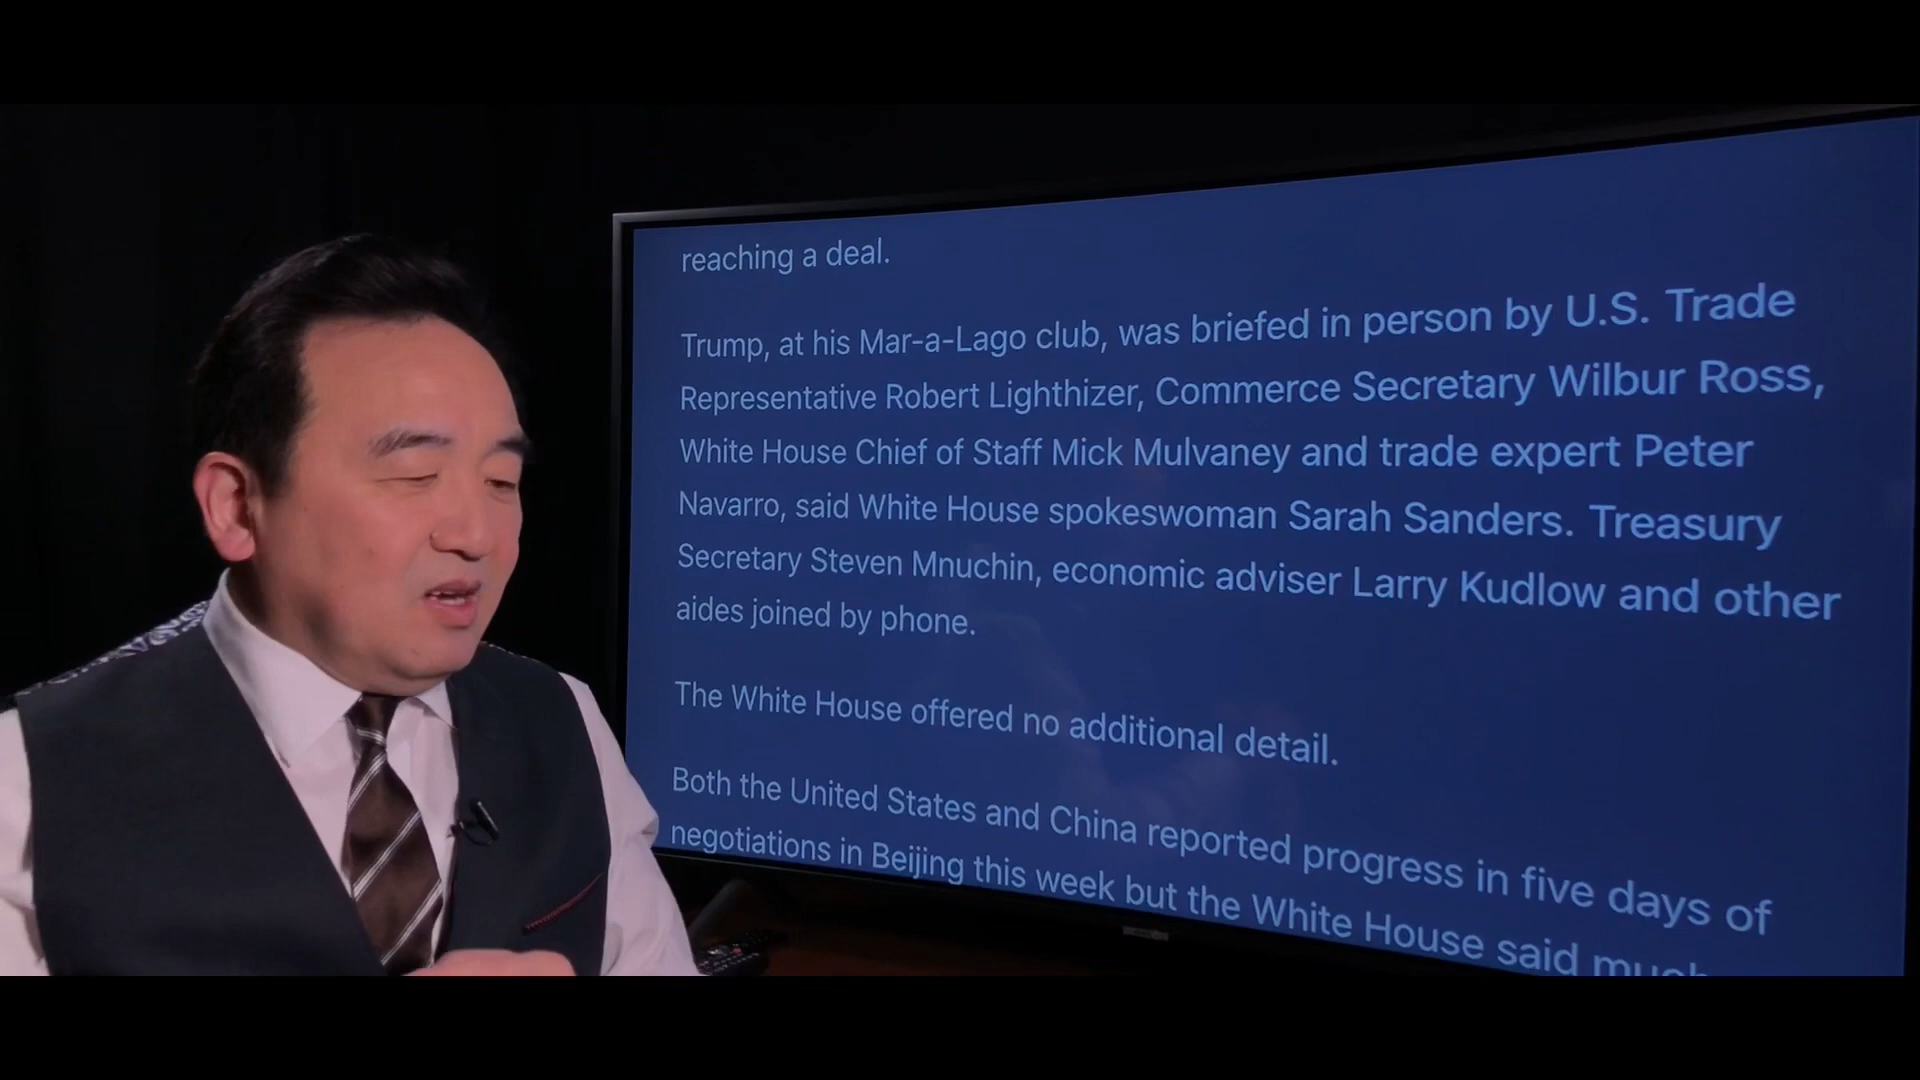 reaching a deal.
Trump, at his Mar-a-Lago club, was briefed in person by U.S. Trade
Representative Robert Lighthizer, Commerce Secretary Wilbur Ross,
White House Chief of Staff Mick Mulvaney and trade expert Peter
Navarro, said White House spokeswoman Sarah Sanders. Treasury
Secretary Steven Mnuchin, economic adviser Larry Kudlow and other
aides joined by phone.
The White House offered no additional detail.
Both the United States and China reported progress in five days of
negotiations in Beijing this week but the White House said much